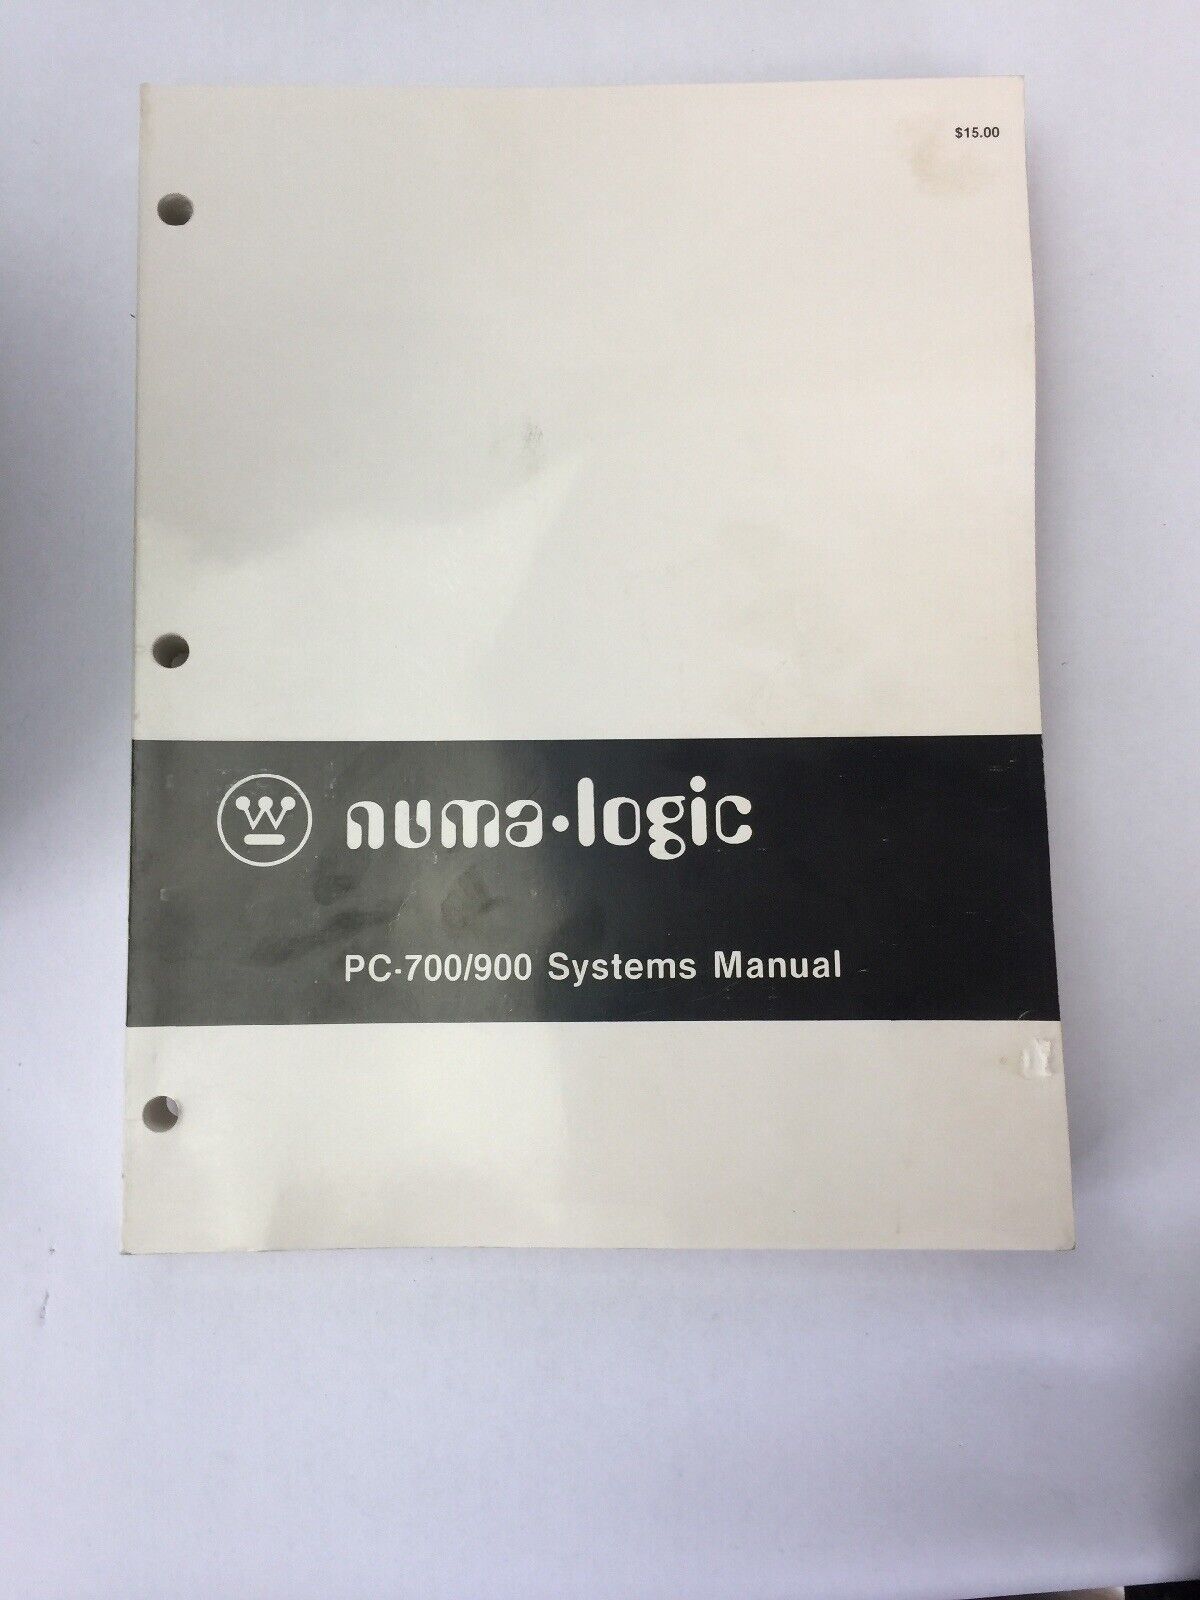 $15.00
W numa·logic
PC-700/900 Systems Manual